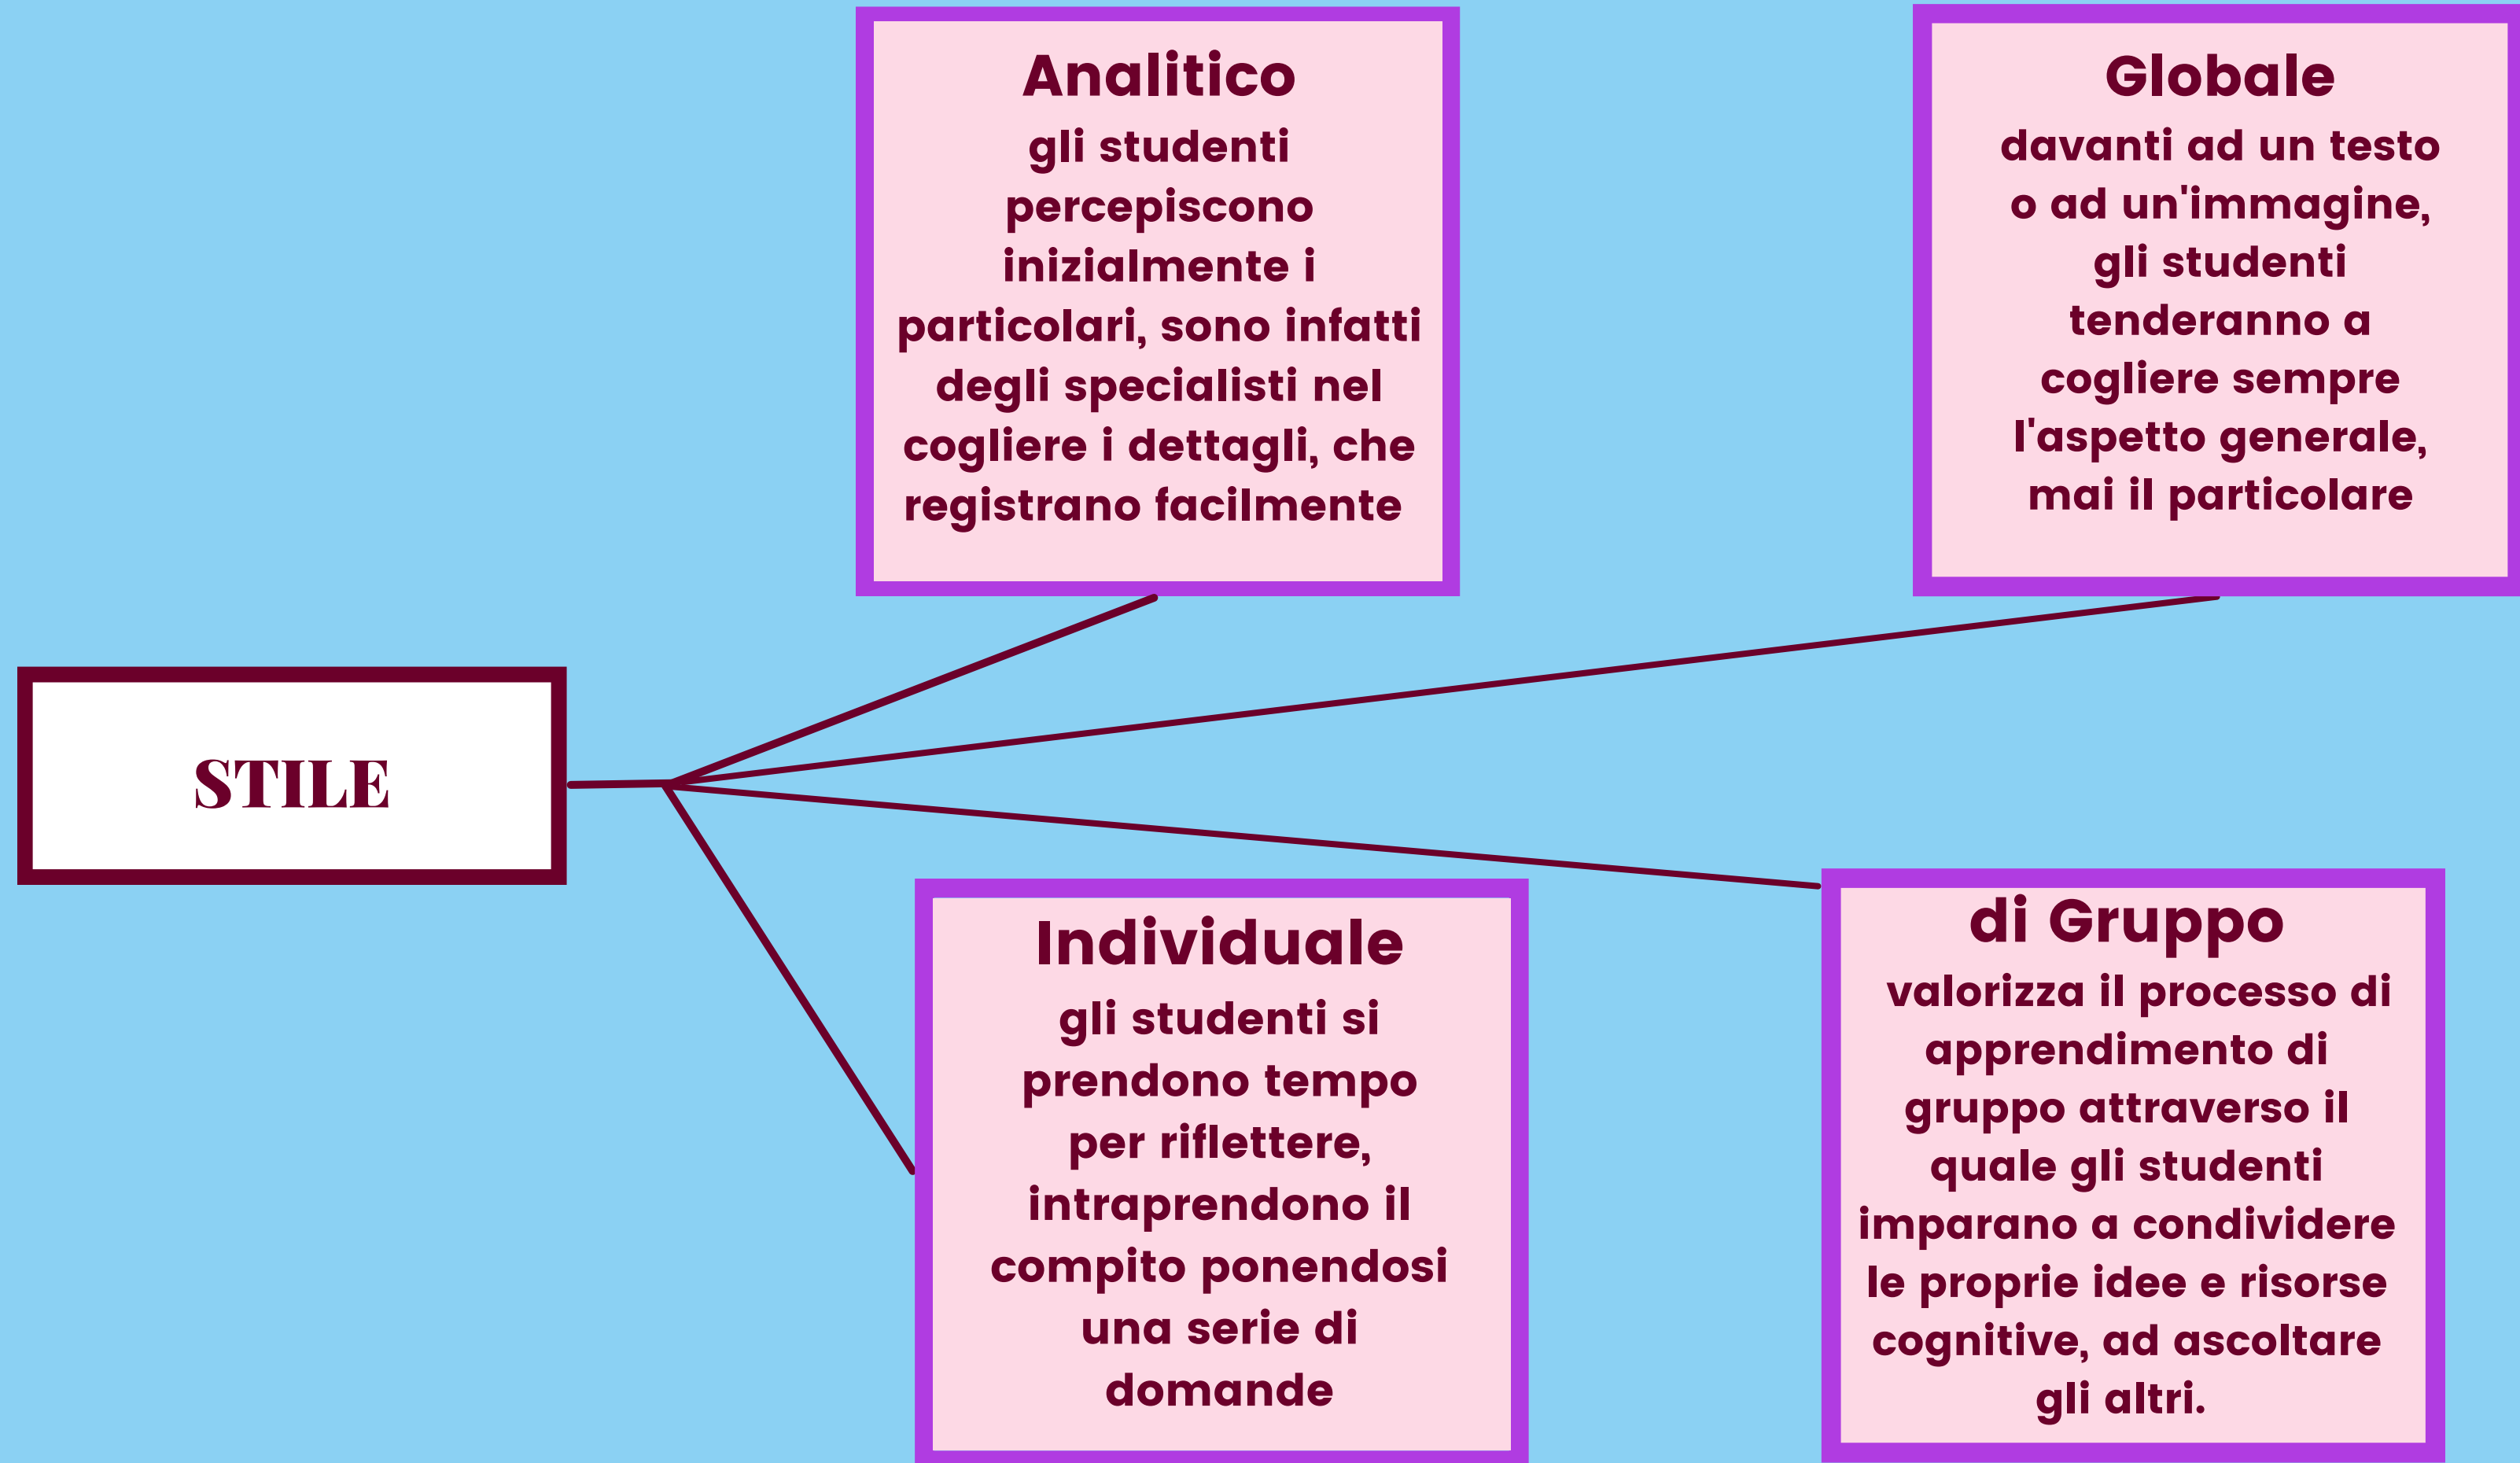 Analitico
gli studenti
percepiscono
inizialmente i
particolari, sono infatti
degli specialisti nel
cogliere i dettagli, che
registrano facilmente
Globale
davanti ad un testo
o ad un'immagine,
gli studenti
tenderanno a
cogliere sempre
l'aspetto generale,
mai il particolare
STILE
Individuale
gli studenti si
prendono tempo
per riflettere,
intraprendono il
compito ponendosi
una serie di
domande
di Gruppo
valorizza il processo di
apprendimento di
gruppo attraverso il
quale gli studenti
imparano a condividere
le proprie idee e risorse
cognitive, ad ascoltare
gli altri.